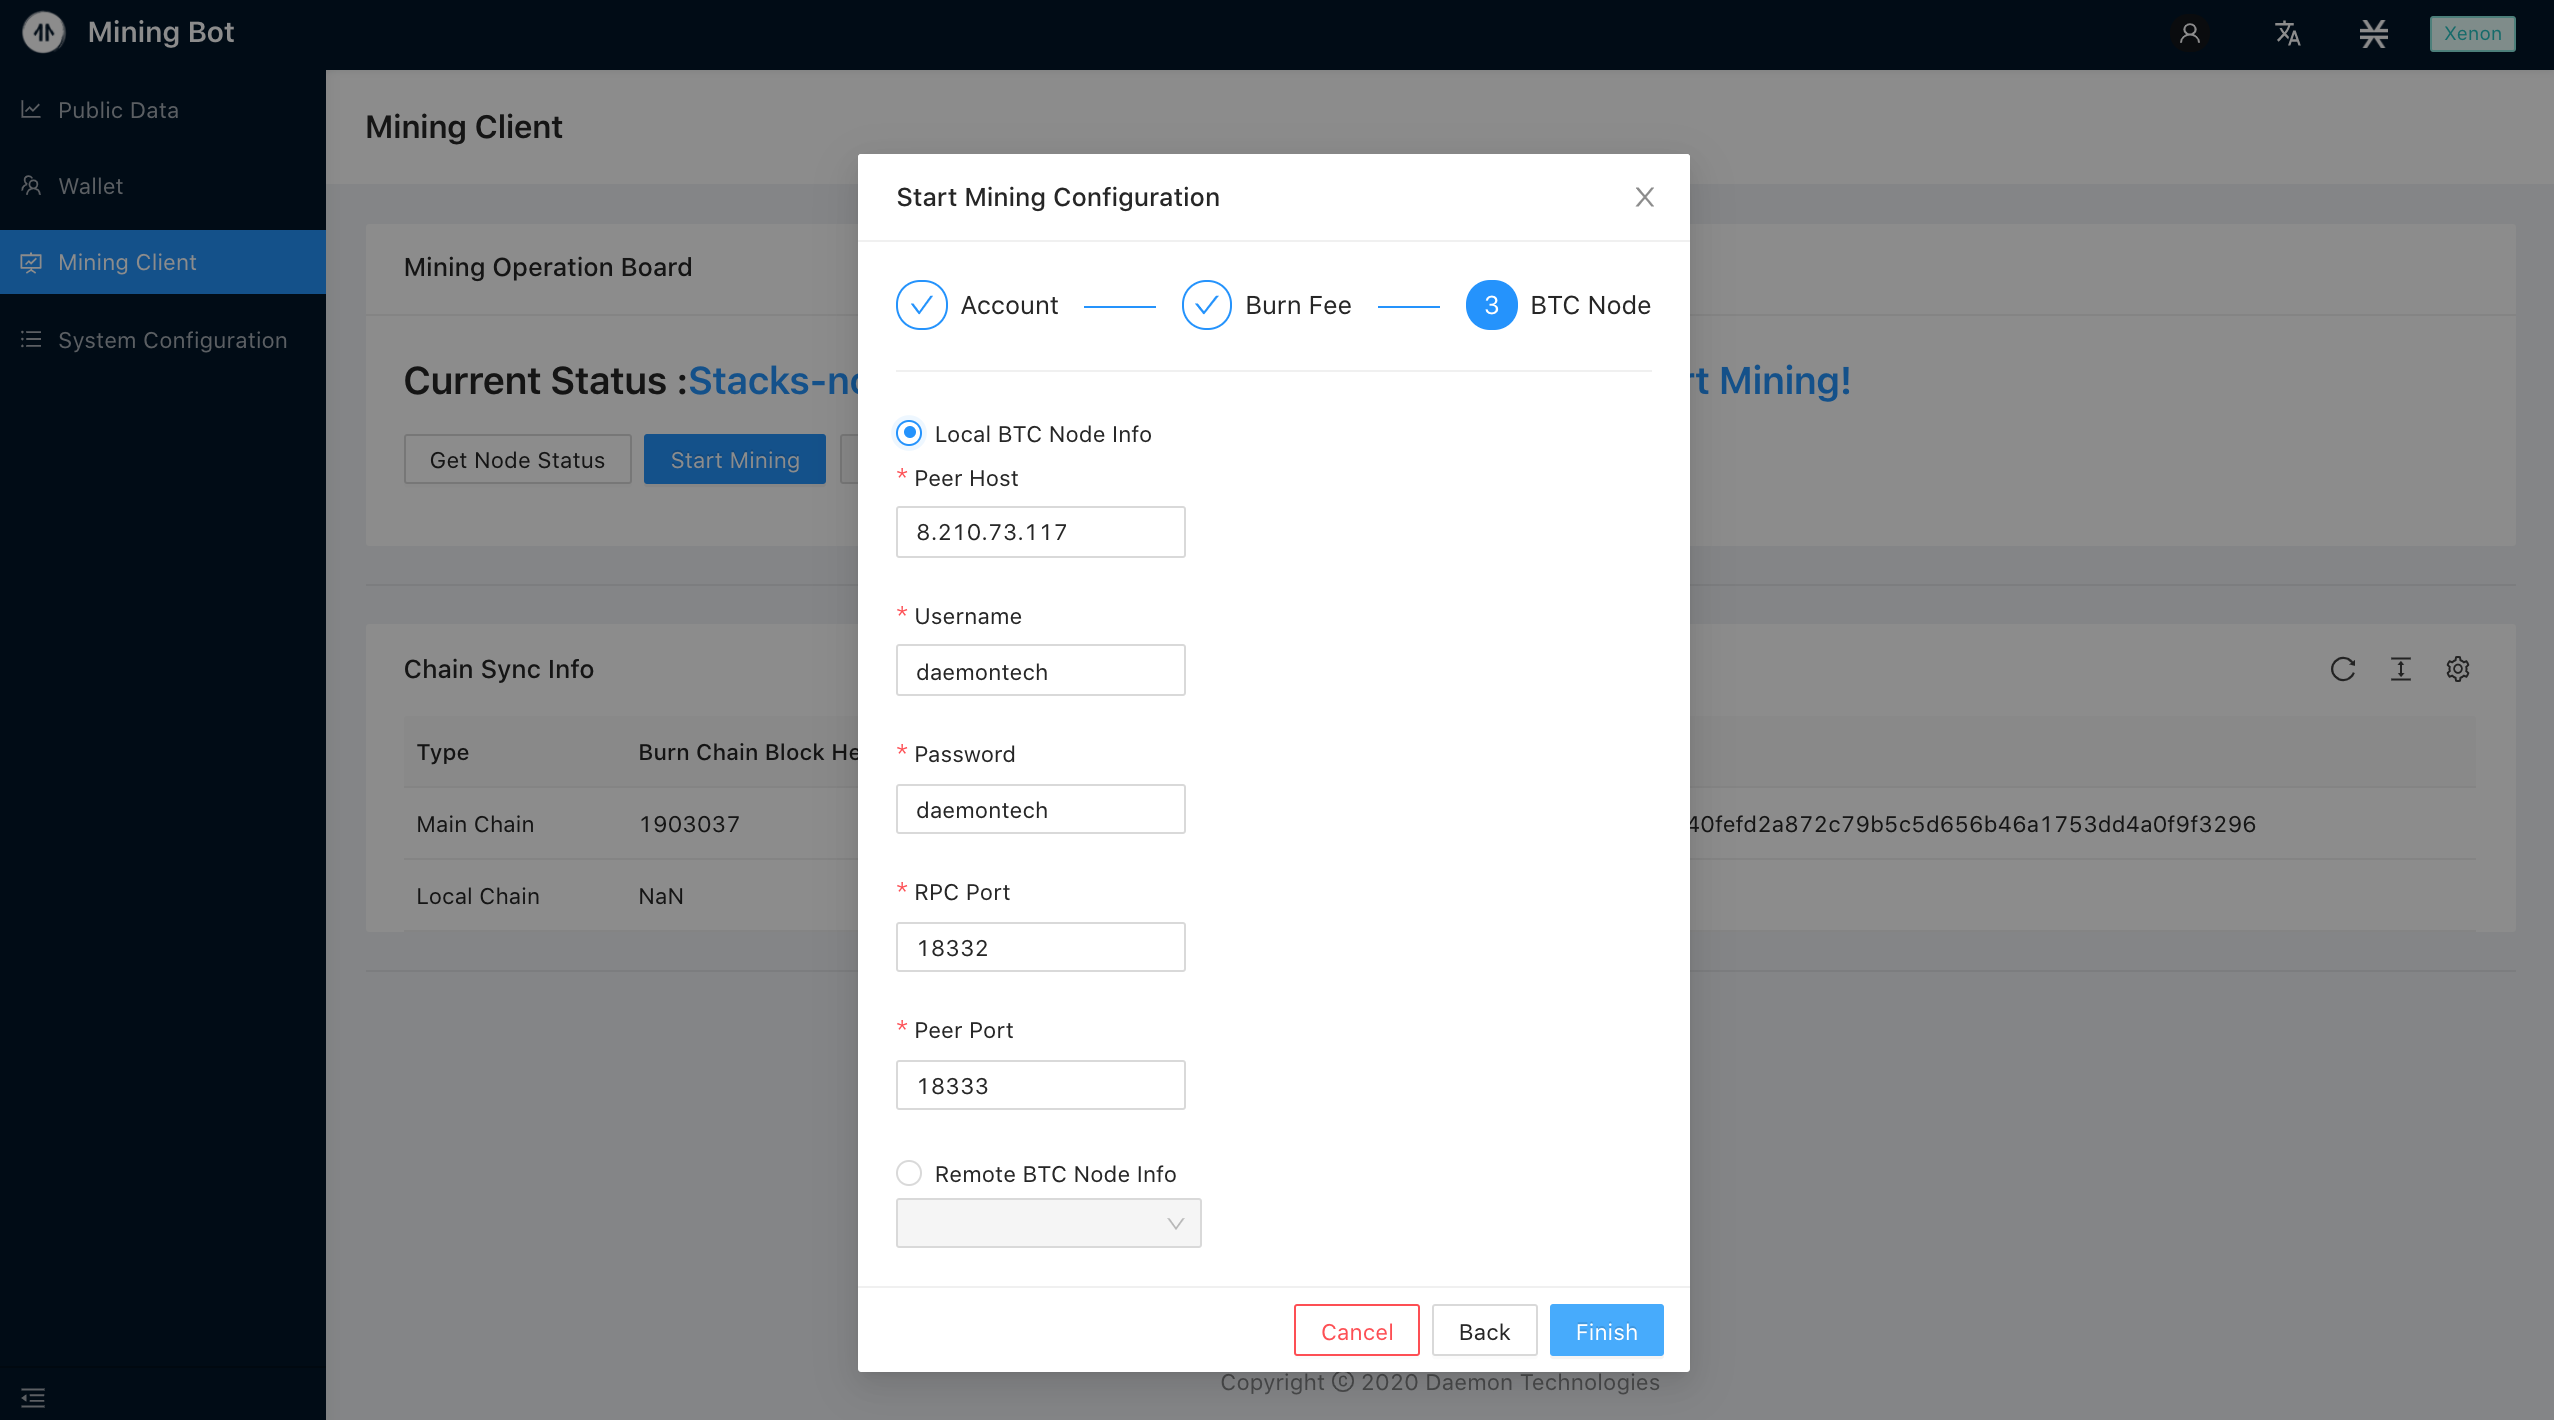 Mining Bot
Xenon
Public Data
Wallet
Mining Client
System Configuration
Mining Client
Mining Operation Board
Current Status :Stacks-no
rt Mining!
Get Node Status
Start Mining
Chain Sync Info
Type
Burn Chain Block He
Main Chain
1903037
40fefd2a872c79b5c5d656b46a1753dd4a0f9f3296
Local Chain
NaN
Start Mining Configuration
Account
Burn Fee
3 BTC Node
Local BTC Node Info
* Peer Host
8.210.73.117
* Username
daemontech
* Password
daemontech
* RPC Port
18332
* Peer Port
18333
Remote BTC Node Info
Cancel
Back
Finish
Copyright © 2020 Daemon Technologies